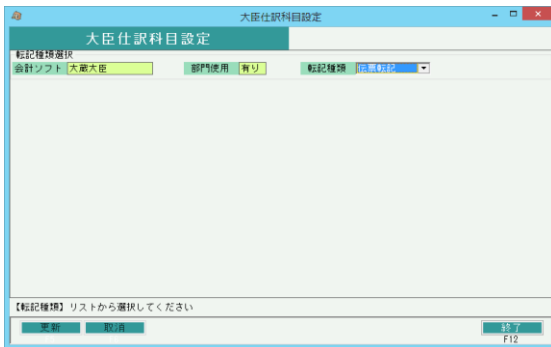 大臣仕訳科目設定
大臣仕訳科目設定
転記種類選択
会計ソフト 大蔵大臣 部門使用 有り 転記種類 伝票転記
【転記種類】リストから選択してください
更新 取消 終了
F12